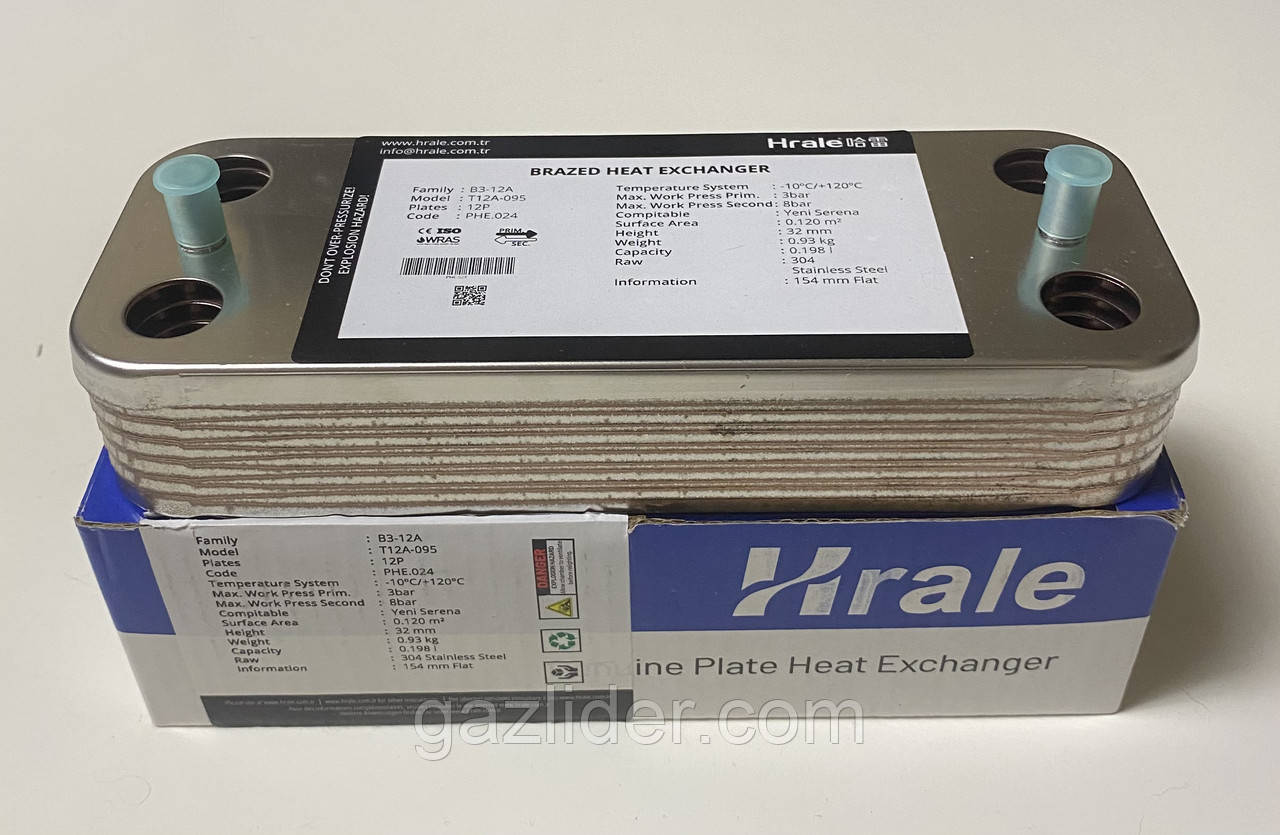 www.hrale.com.tr
info@hrale.com.tr
Hrale 哈雷
DON'T OVER-PRESSURIZE!
EXPLOSION HAZARD!
BRAZED HEAT EXCHANGER
Family : B3-12A
Model : T12A-095
Plates : 12P
Code : PHE.024
CE ISO
WRAS
PRIM.
SEC.
PHE.024
Temperature System : -10°C/+120°C
Max. Work Press Prim. : 3bar
Max. Work Press Second : 8bar
Compitable : Yeni Serena
Surface Area : 0.120 m²
Height : 32 mm
Weight : 0.93 kg
Capacity : 0.198 l
Raw : 304
Stainless Steel
Information : 154 mm Flat
Family : B3-12A
Model : T12A-095
Plates : 12P
Code : PHE.024
Temperature System : -10°C/+120°C
Max. Work Press Prim. : 3bar
Max. Work Press Second : 8bar
Compitable : Yeni Serena
Surface Area : 0.120 m²
Height : 32 mm
Weight : 0.93 kg
Capacity : 0.198 l
Raw : 304 Stainless Steel
Information : 154 mm Flat
DANGER
EXPLOSION HAZARD
Hrale
ine Plate Heat Exchanger
gazlider.com